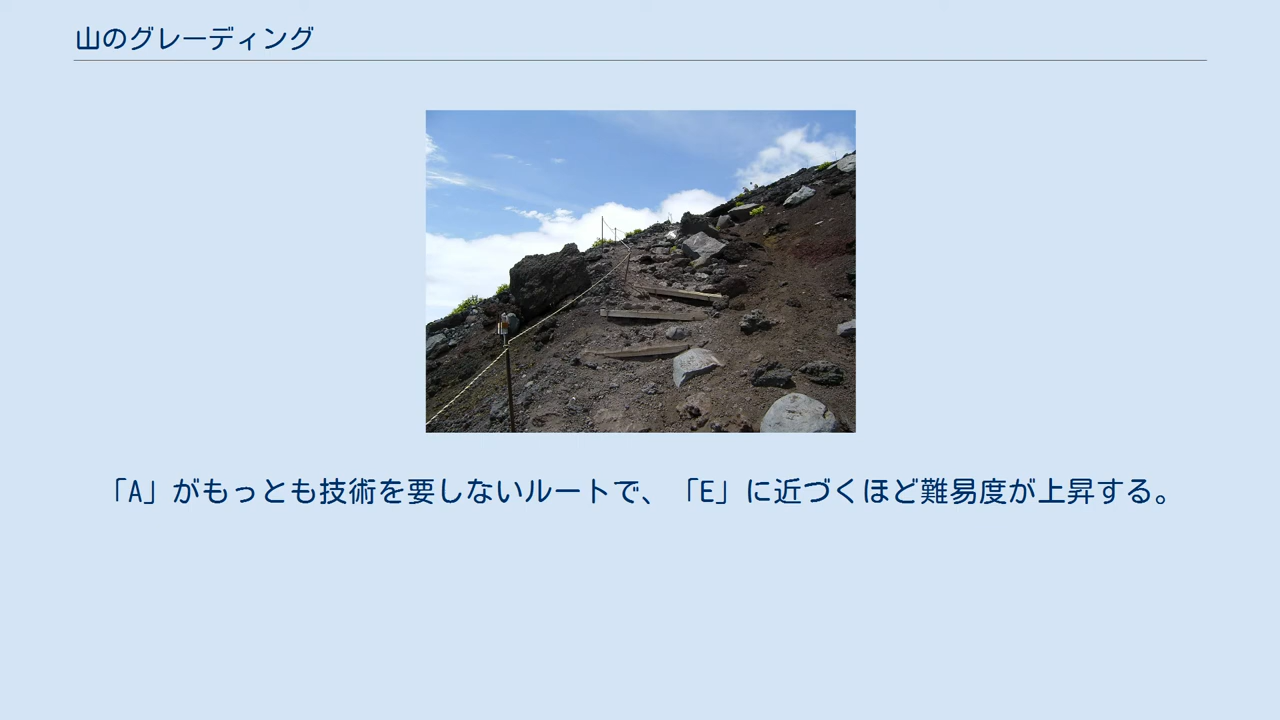 山のグレーディング
「A」がもっとも技術を要しないルートで、「E」に近づくほど難易度が上昇する。